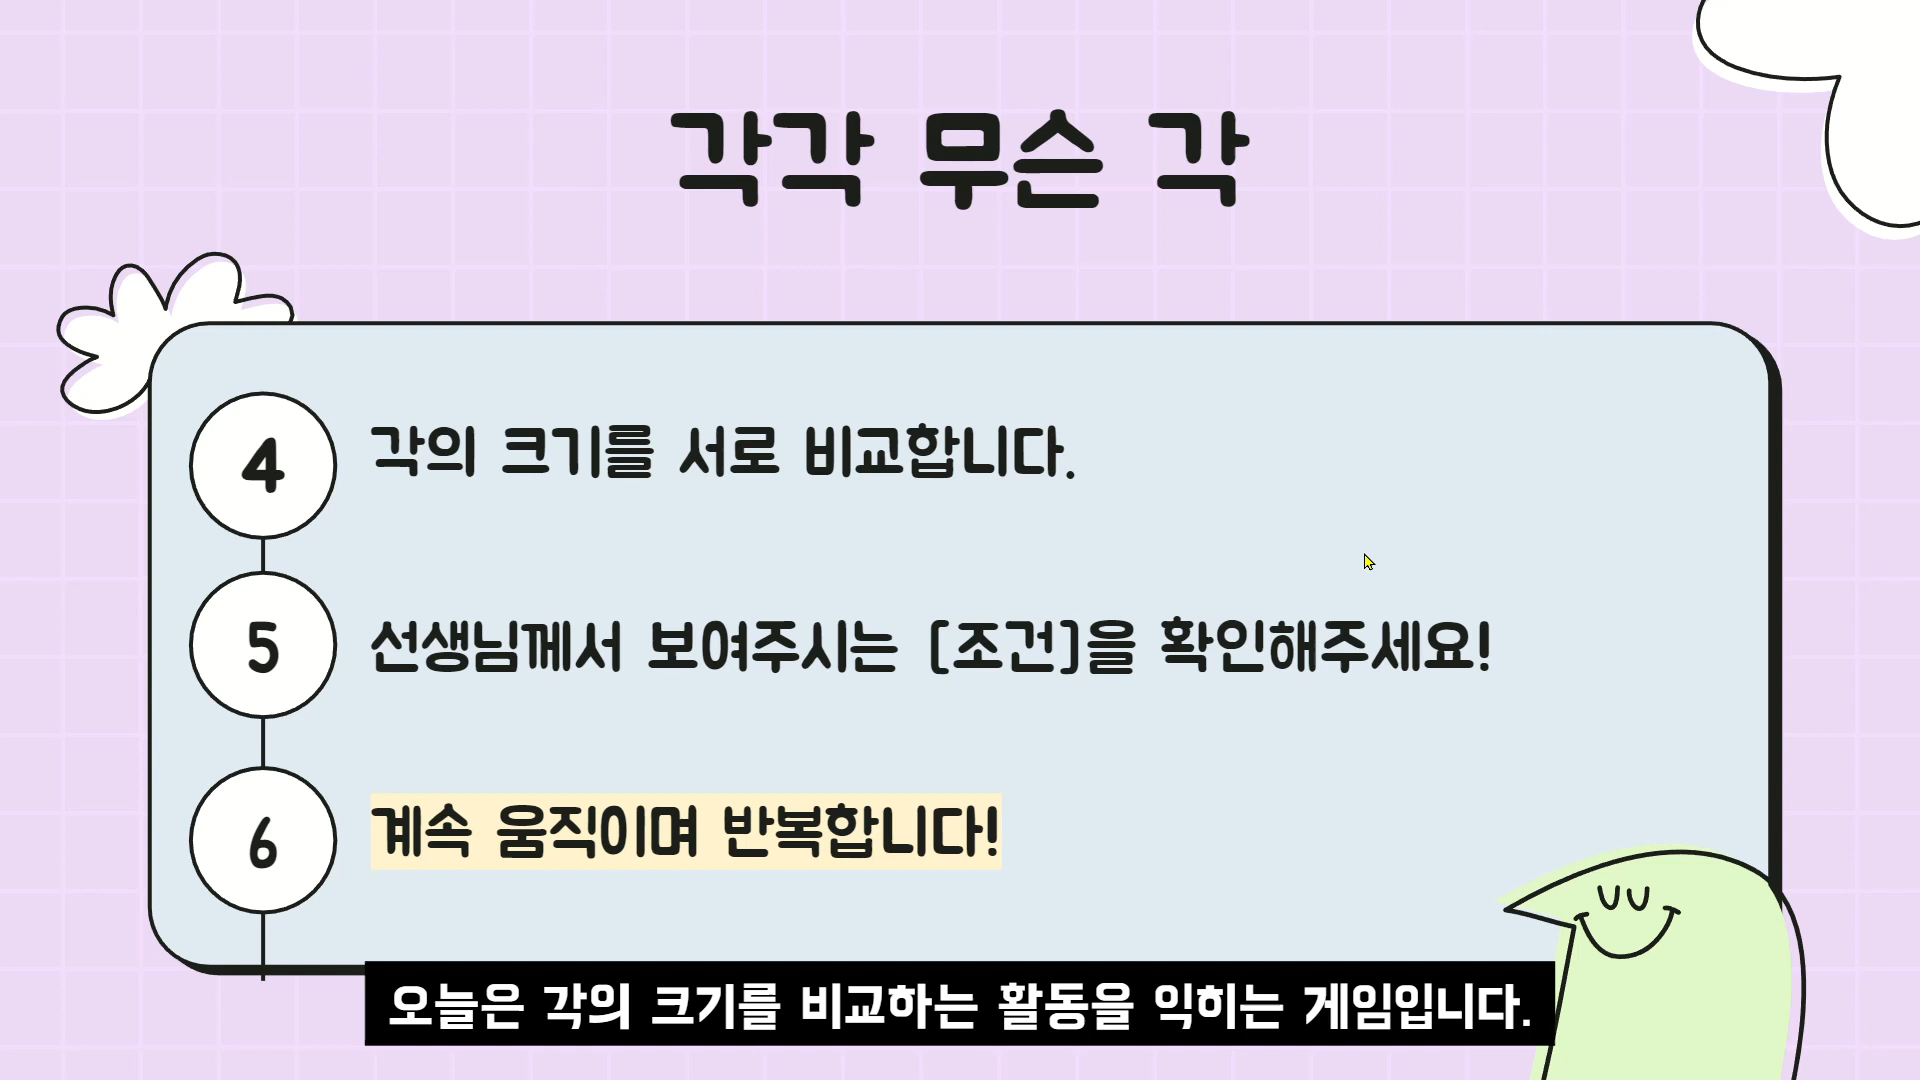 각각 무슨 각
4 각의 크기를 서로 비교합니다.
5 선생님께서 보여주시는 [조건]을 확인해주세요!
6 계속 움직이며 반복합니다!
오늘은 각의 크기를 비교하는 활동을 익히는 게임입니다.